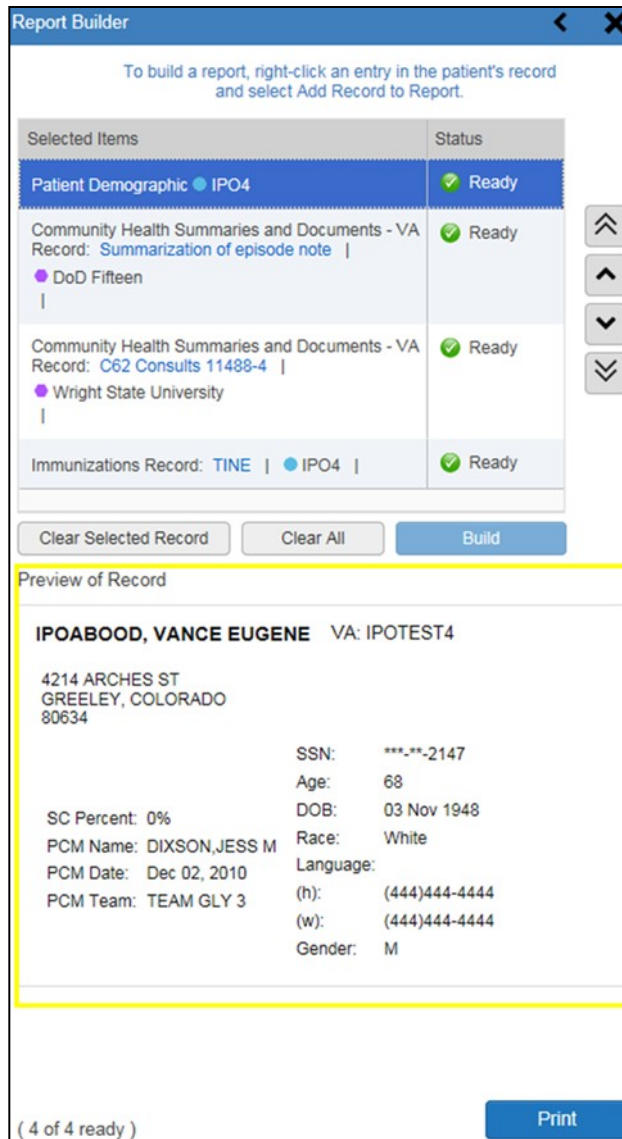 Report Builder
To build a report, right-click an entry in the patient's record
and select Add Record to Report.
Selected Items Status
Patient Demographic IPO4 Ready
Community Health Summaries and Documents - VA Ready
Record: Summarization of episode note |
DoD Fifteen
|
Community Health Summaries and Documents - VA Ready
Record: C62 Consults 11488-4 |
Wright State University
|
Immunizations Record: TINE | IPO4 | Ready
Clear Selected Record Clear All Build
Preview of Record
IPOABOOD, VANCE EUGENE VA: IPOTEST4
4214 ARCHES ST
GREELEY, COLORADO
80634
SSN: ***-**-2147
Age: 68
SC Percent: 0% DOB: 03 Nov 1948
PCM Name: DIXSON,JESS M Race: White
PCM Date: Dec 02, 2010 Language:
PCM Team: TEAM GLY 3 (h): (444)444-4444
(w): (444)444-4444
Gender: M
( 4 of 4 ready ) Print